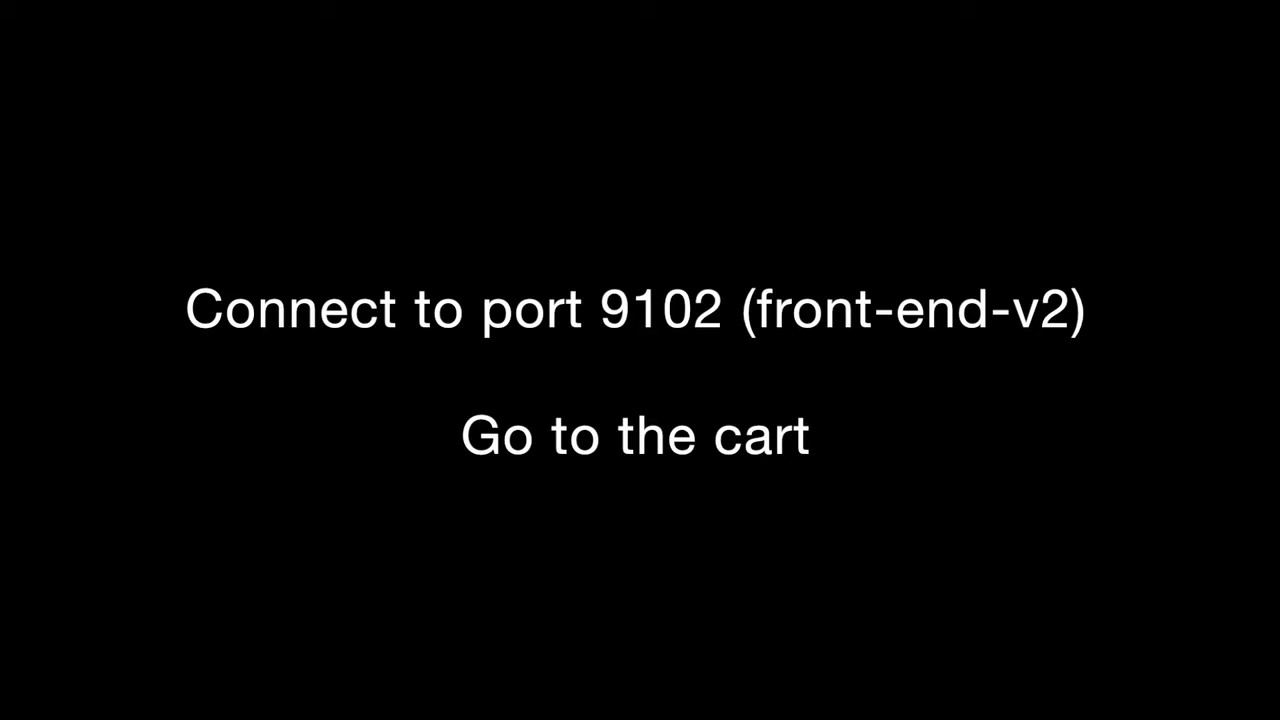 Connect to port 9102 (front-end-v2)
Go to the cart